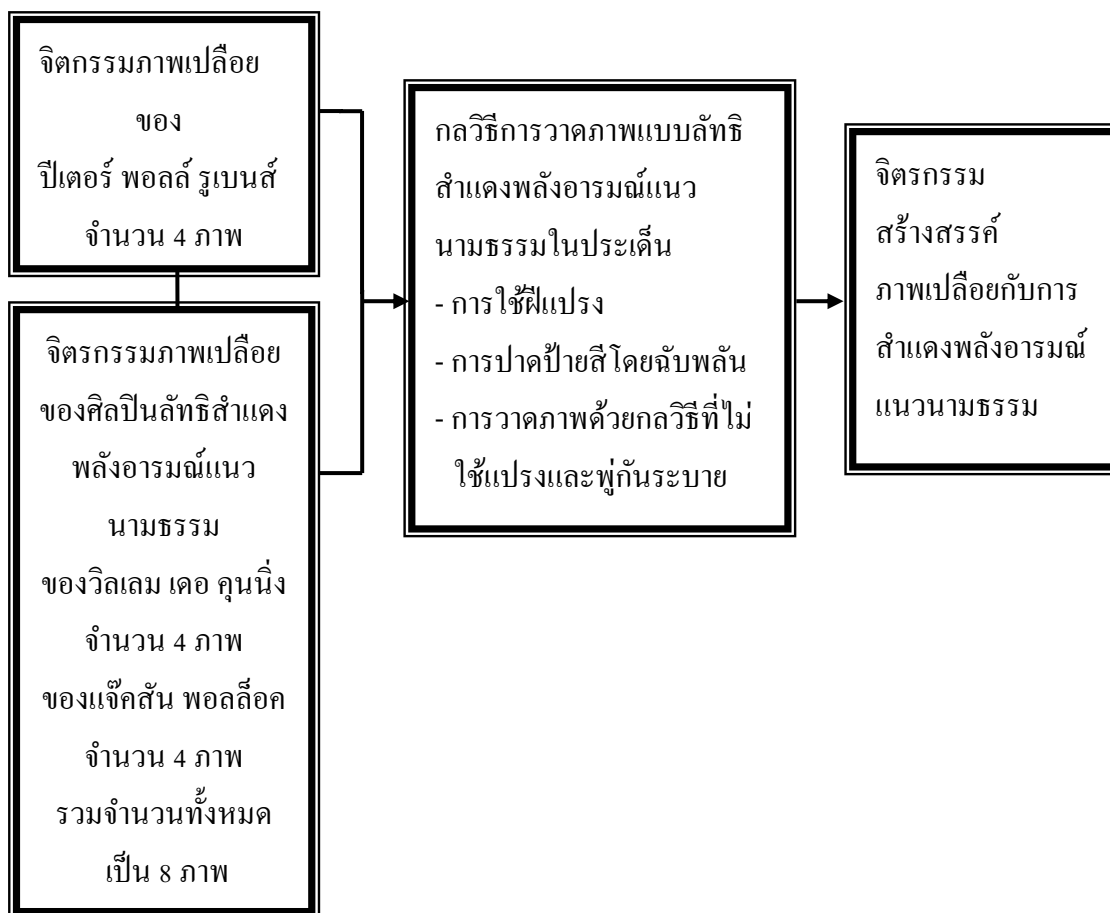 จิตกรรมภาพเปลือย
ของ
ปีเตอร์ พอลล์ รูเบนส์
จำนวน 4 ภาพ
จิตรกรรมภาพเปลือย
ของศิลปินลัทธิสำแดง
พลังอารมณ์แนว
นามธรรม
ของวิลเลม เดอ คุนนิ่ง
จำนวน 4 ภาพ
ของแจ๊คสัน พอลล็อค
จำนวน 4 ภาพ
รวมจำนวนทั้งหมด
เป็น 8 ภาพ
กลวิธีการวาดภาพแบบลัทธิ
สำแดงพลังอารมณ์แนว
นามธรรมในประเด็น
- การใช้ฝีแปรง
- การปาดป้ายสีโดยฉับพลัน
- การวาดภาพด้วยกลวิธีที่ไม่
ใช้แปรงและพู่กันระบาย
จิตรกรรม
สร้างสรรค์
ภาพเปลือยกับการ
สำแดงพลังอารมณ์
แนวนามธรรม